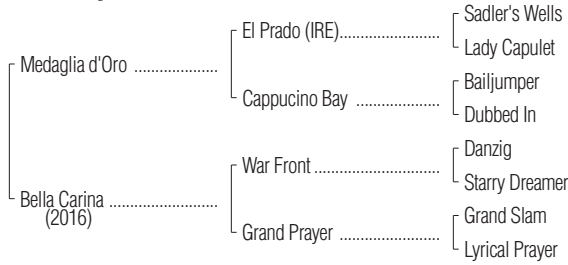 Sadler's Wells
El Prado (IRE)....................
Lady Capulet
Medaglia d'Oro ....................
Bailjumper
Cappucino Bay ....................
Dubbed In
Danzig
War Front ..............................
Starry Dreamer
Bella Carina ..........................
(2016)
Grand Slam
Grand Prayer ........................
Lyrical Prayer